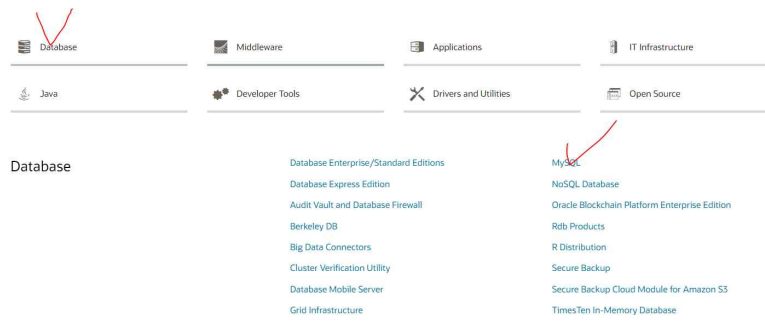 Database
Middleware
Applications
IT Infrastructure
Java
Developer Tools
Drivers and Utilities
Open Source
Database
Database Enterprise/Standard Editions
Database Express Edition
Audit Vault and Database Firewall
Berkeley DB
Big Data Connectors
Cluster Verification Utility
Database Mobile Server
Grid Infrastructure
MySQL
NoSQL Database
Oracle Blockchain Platform Enterprise Edition
Rdb Products
R Distribution
Secure Backup
Secure Backup Cloud Module for Amazon S3
TimesTen In-Memory Database